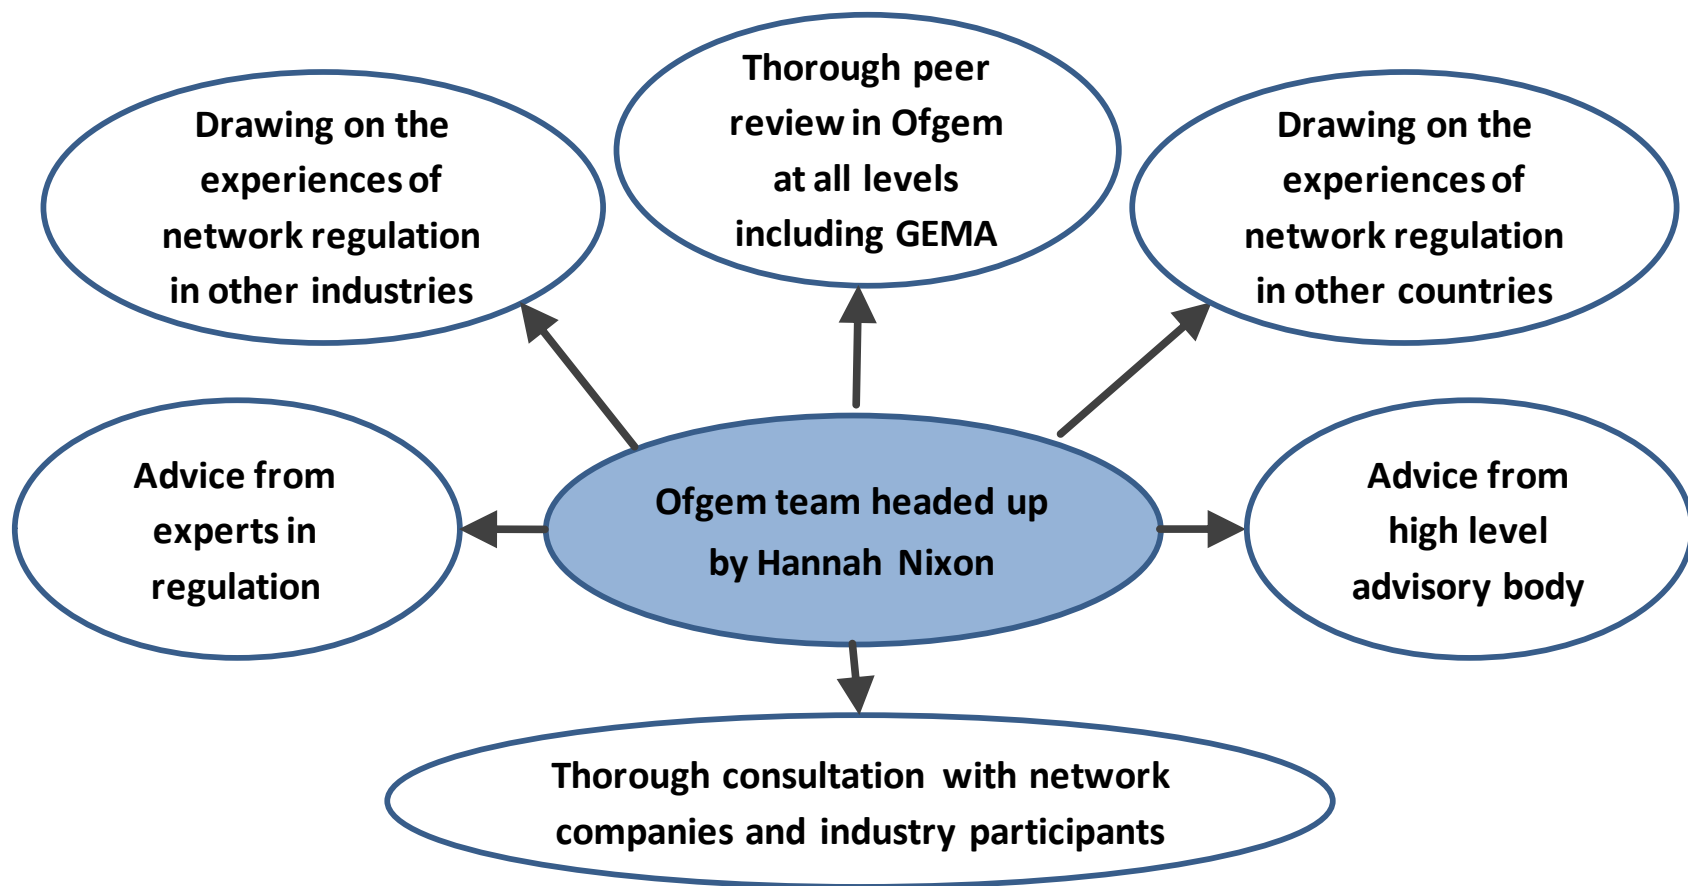 Thorough peer
review in Ofgem
at all levels
including GEMA
Drawing on the
experiences of
network regulation
in other industries
Drawing on the
experiences of
network regulation
in other countries
Advice from
experts in
regulation
Ofgem team headed up
by Hannah Nixon
Advice from
high level
advisory body
Thorough consultation with network
companies and industry participants